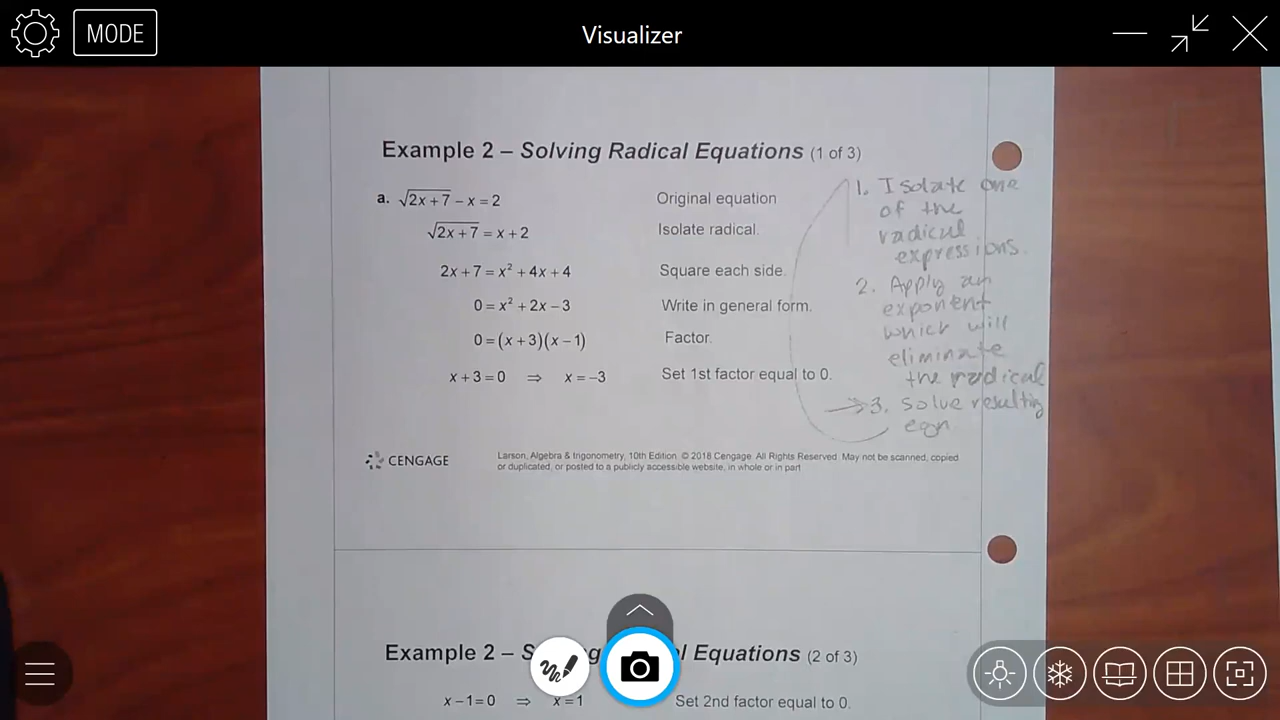 MODE
Visualizer
Example 2 – Solving Radical Equations (1 of 3)
a. √2x + 7 − x = 2 Original equation
√2x + 7 = x + 2 Isolate radical.
2x + 7 = x² + 4x + 4 Square each side.
0 = x² + 2x − 3 Write in general form.
0 = (x + 3)(x − 1) Factor.
x + 3 = 0 ⇒ x = −3 Set 1st factor equal to 0.
1. Isolate one
of the
radical
expressions.
2. Apply an
exponent
which will
eliminate
the radical
3. Solve resulting
eqn.
CENGAGE
Larson, Algebra & trigonometry, 10th Edition. © 2018 Cengage. All Rights Reserved. May not be scanned, copied
or duplicated, or posted to a publicly accessible website, in whole or in part.
Example 2 – S l Equations (2 of 3)
x − 1 = 0 ⇒ x = 1 Set 2nd factor equal to 0.